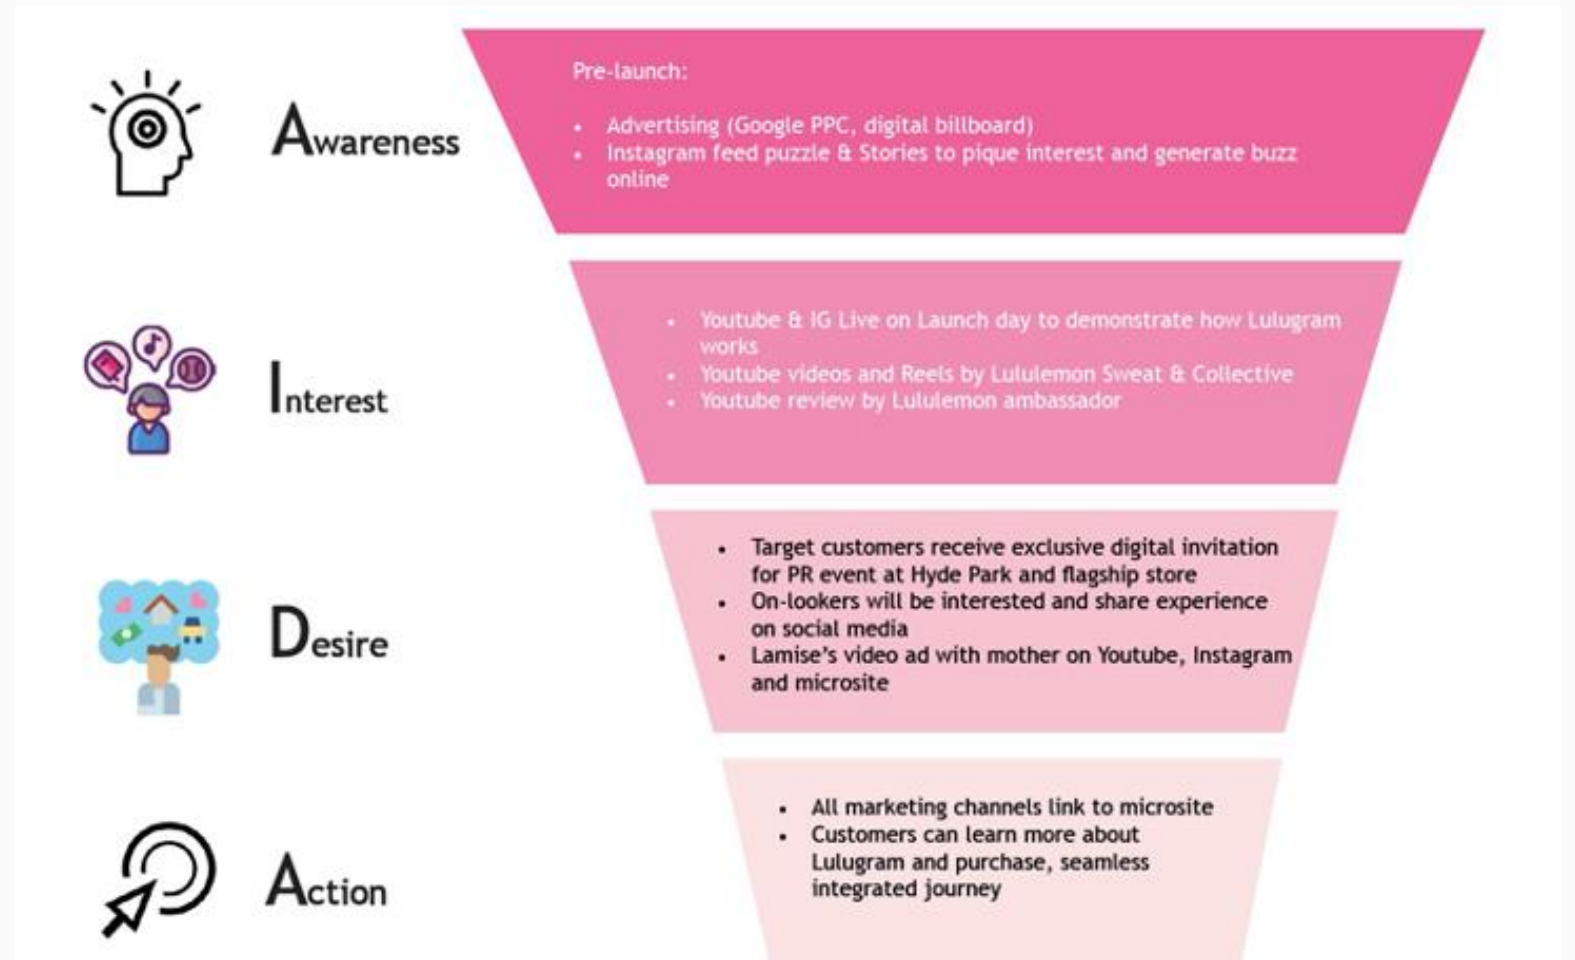 Awareness
Pre-launch:
• Advertising (Google PPC, digital billboard)
• Instagram feed puzzle & Stories to pique interest and generate buzz
online
Interest
• Youtube & IG Live on Launch day to demonstrate how Lulugram
works
• Youtube videos and Reels by Lululemon Sweat & Collective
• Youtube review by Lululemon ambassador
Desire
• Target customers receive exclusive digital invitation
for PR event at Hyde Park and flagship store
• On-lookers will be interested and share experience
on social media
• Lamise's video ad with mother on Youtube, Instagram
and microsite
Action
• All marketing channels link to microsite
• Customers can learn more about
Lulugram and purchase, seamless
integrated journey